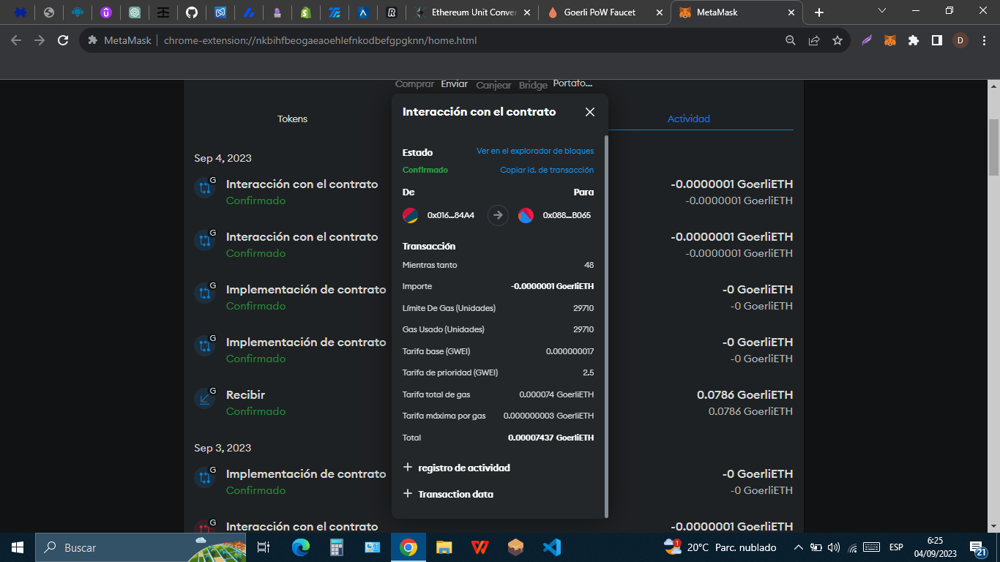 Ethereum Unit Conver
Goerli PoW Faucet
MetaMask
MetaMask
chrome-extension://nkbihfbeogaeaoehlefnkodbefgpgknn/home.html
D
Comprar Enviar Canjear Bridge Portafo...
Tokens
Actividad
Interacción con el contrato
Estado
Ver en el explorador de bloques
Confirmado
Copiar id. de transacción
De
Para
0x016...84A4
0x088...B065
Transacción
Mientras tanto 48
Importe -0.0000001 GoerliETH
Límite De Gas (Unidades) 29710
Gas Usado (Unidades) 29710
Tarifa base (GWEI) 0.000000017
Tarifa de prioridad (GWEI) 2.5
Tarifa total de gas 0.000074 GoerliETH
Tarifa máxima por gas 0.000000003 GoerliETH
Total 0.00007437 GoerliETH
+ registro de actividad
+ Transaction data
Sep 4, 2023
G
Interacción con el contrato -0.0000001 GoerliETH
Confirmado -0.0000001 GoerliETH
G
Interacción con el contrato -0.0000001 GoerliETH
Confirmado -0.0000001 GoerliETH
G
Implementación de contrato -0 GoerliETH
Confirmado -0 GoerliETH
G
Implementación de contrato -0 GoerliETH
Confirmado -0 GoerliETH
G
Recibir 0.0786 GoerliETH
Confirmado 0.0786 GoerliETH
Sep 3, 2023
G
Implementación de contrato -0 GoerliETH
Confirmado -0 GoerliETH
G
Interacción con el contrato -0.0000001 GoerliETH
Buscar
1
20°C Parc. nublado
ESP
6:25
04/09/2023
21